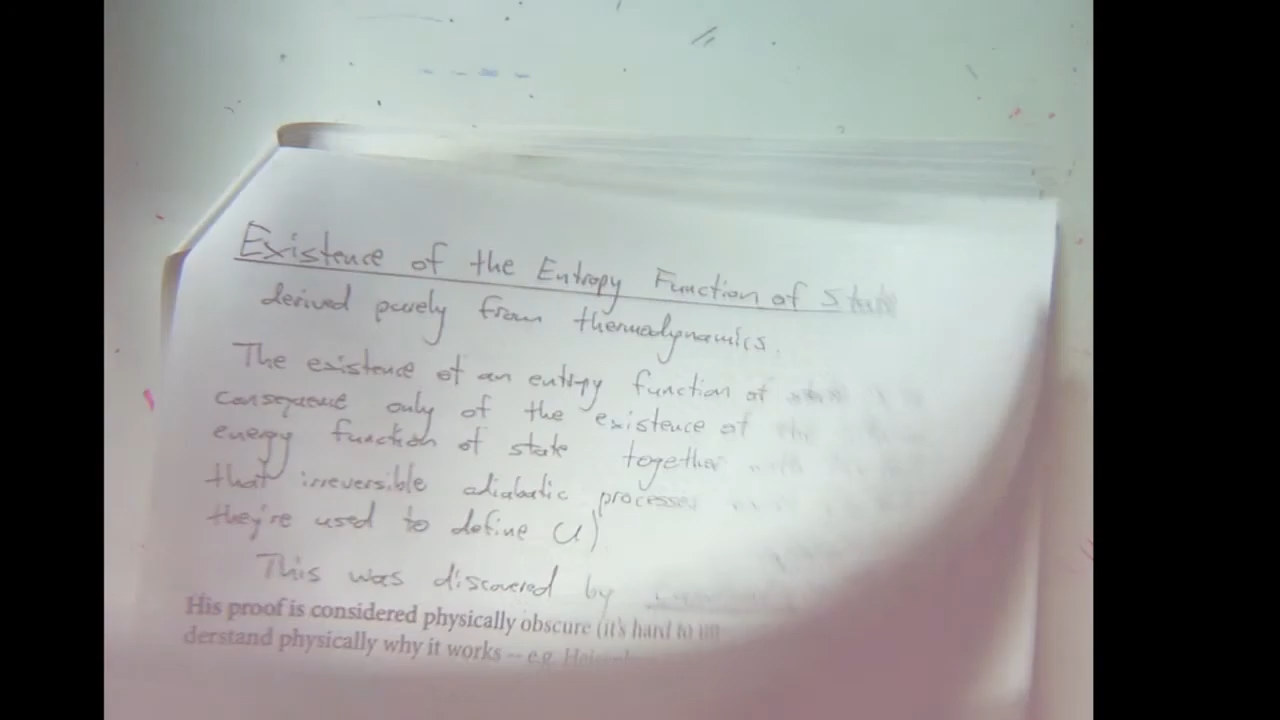 Existence of the Entropy Function of State
derived purely from thermodynamics.
The existence of an entropy function of
consequence only of the existence of the
energy function of state together
that irreversible adiabatic processes
they're used to define U)
This was discovered by
His proof is considered physically obscure (it's hard to un
derstand physically why it works – e.g.